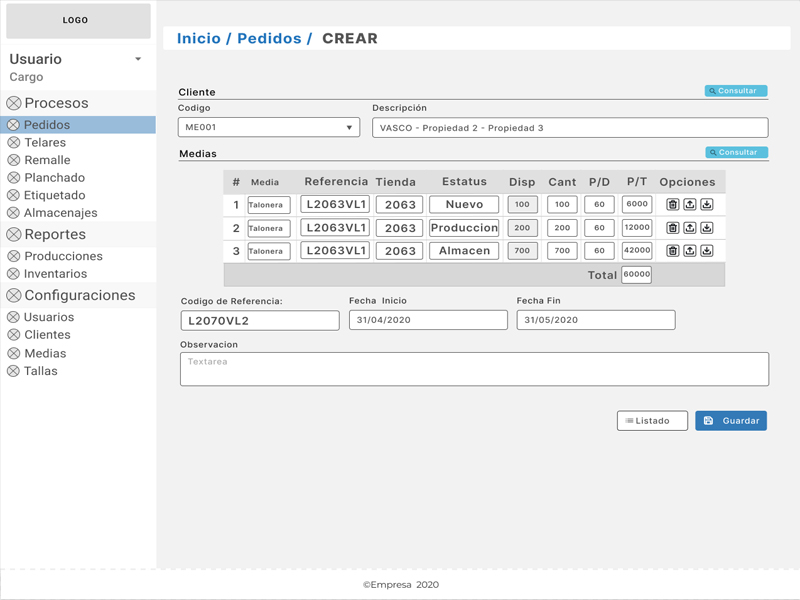 LOGO
Usuario
Cargo
Procesos
Pedidos
Telares
Remalle
Planchado
Etiquetado
Almacenajes
Reportes
Producciones
Inventarios
Configuraciones
Usuarios
Clientes
Medias
Tallas
Inicio / Pedidos / CREAR
Cliente Consultar
Codigo Descripción
ME001 VASCO - Propiedad 2 - Propiedad 3
Medias Consultar
# Media Referencia Tienda Estatus Disp Cant P/D P/T Opciones
1 Talonera L2063VL1 2063 Nuevo 100 100 60 6000
2 Talonera L2063VL1 2063 Produccion 200 200 60 12000
3 Talonera L2063VL1 2063 Almacen 700 700 60 42000
Total 60000
Codigo de Referencia: Fecha Inicio Fecha Fin
L2070VL2 31/04/2020 31/05/2020
Observacion
Textarea
Listado Guardar
©Empresa 2020